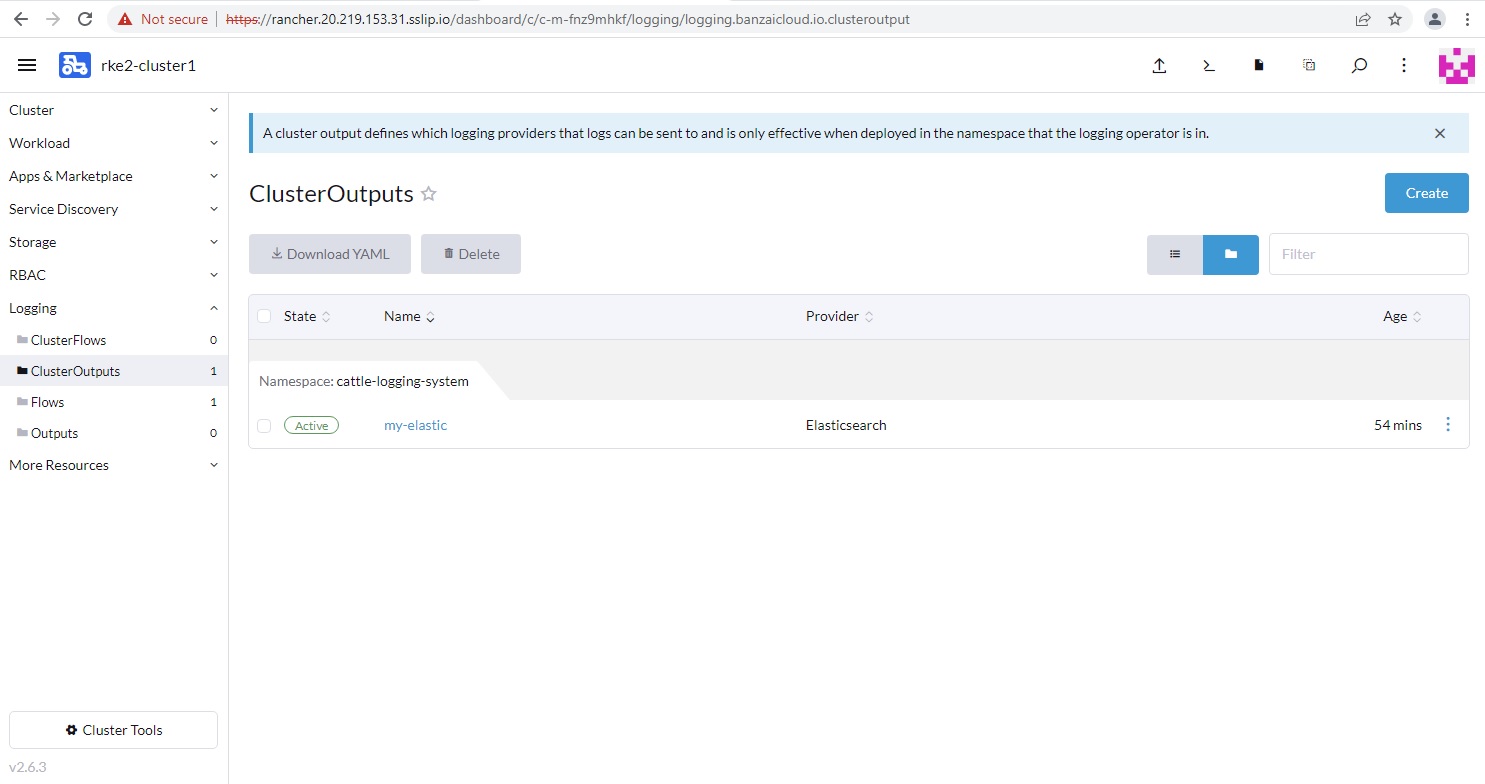 Not secure | https://rancher.20.219.153.31.sslip.io/dashboard/c/c-m-fnz9mhkf/logging/logging.banzaicloud.io.clusteroutput
rke2-cluster1
Cluster
Workload
Apps & Marketplace
Service Discovery
Storage
RBAC
Logging
ClusterFlows 0
ClusterOutputs 1
Flows 1
Outputs 0
More Resources
Cluster Tools
v2.6.3
A cluster output defines which logging providers that logs can be sent to and is only effective when deployed in the namespace that the logging operator is in.
ClusterOutputs
Create
Download YAML Delete Filter
State Name Provider Age
Namespace: cattle-logging-system
Active my-elastic Elasticsearch 54 mins